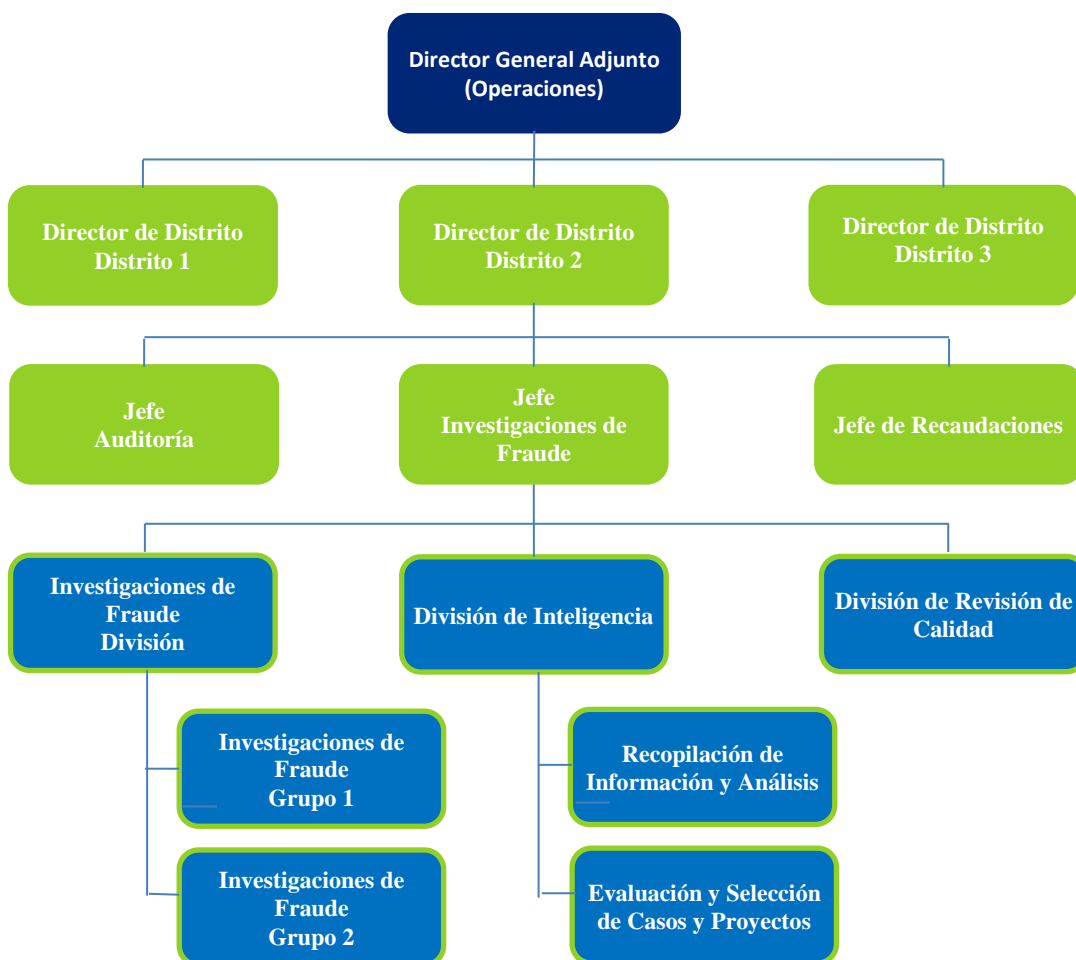 Director General Adjunto
(Operaciones)
Director de Distrito
Distrito 1
Director de Distrito
Distrito 2
Director de Distrito
Distrito 3
Jefe
Auditoría
Jefe
Investigaciones de
Fraude
Jefe de Recaudaciones
Investigaciones de
Fraude
División
División de Inteligencia
División de Revisión de
Calidad
Investigaciones de
Fraude
Grupo 1
Recopilación de
Información y Análisis
Investigaciones de
Fraude
Grupo 2
Evaluación y Selección
de Casos y Proyectos